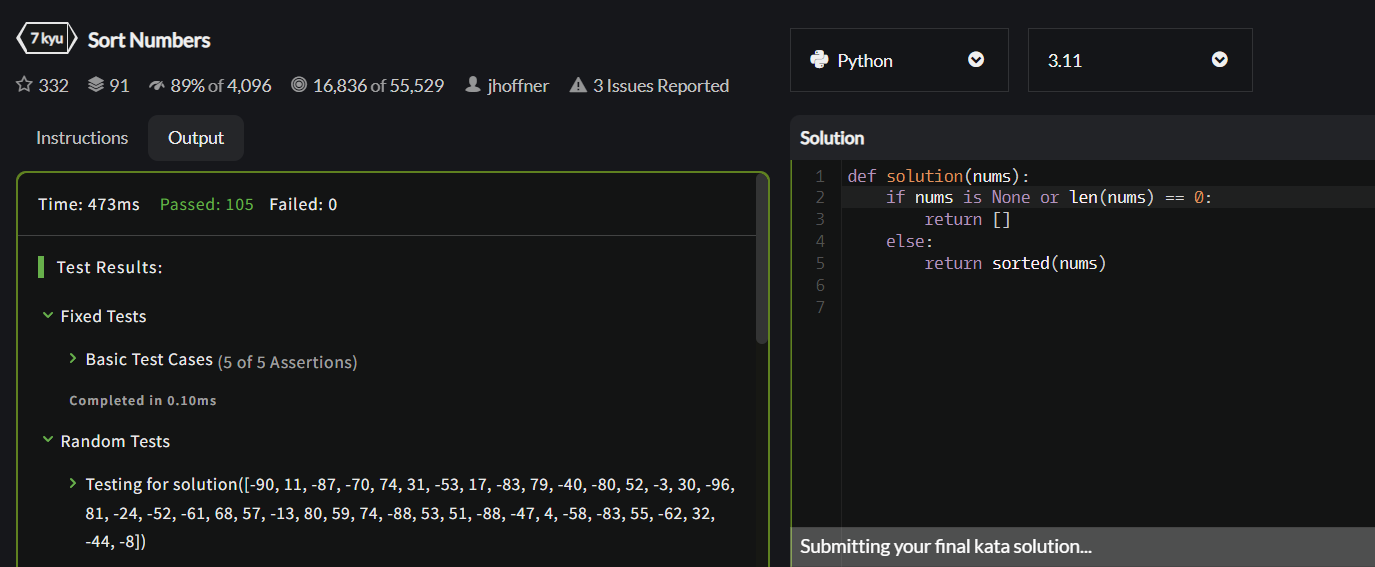 7 kyu Sort Numbers
332 91 89% of 4,096 16,836 of 55,529 jhoffner 3 Issues Reported
Instructions Output
Time: 473ms Passed: 105 Failed: 0
Test Results:
Fixed Tests
Basic Test Cases (5 of 5 Assertions)
Completed in 0.10ms
Random Tests
Testing for solution([-90, 11, -87, -70, 74, 31, -53, 17, -83, 79, -40, -80, 52, -3, 30, -96,
81, -24, -52, -61, 68, 57, -13, 80, 59, 74, -88, 53, 51, -88, -47, 4, -58, -83, 55, -62, 32,
-44, -8])
Python 3.11
Solution
1 def solution(nums):
2     if nums is None or len(nums) == 0:
3         return []
4     else:
5         return sorted(nums)
6
7
Submitting your final kata solution...